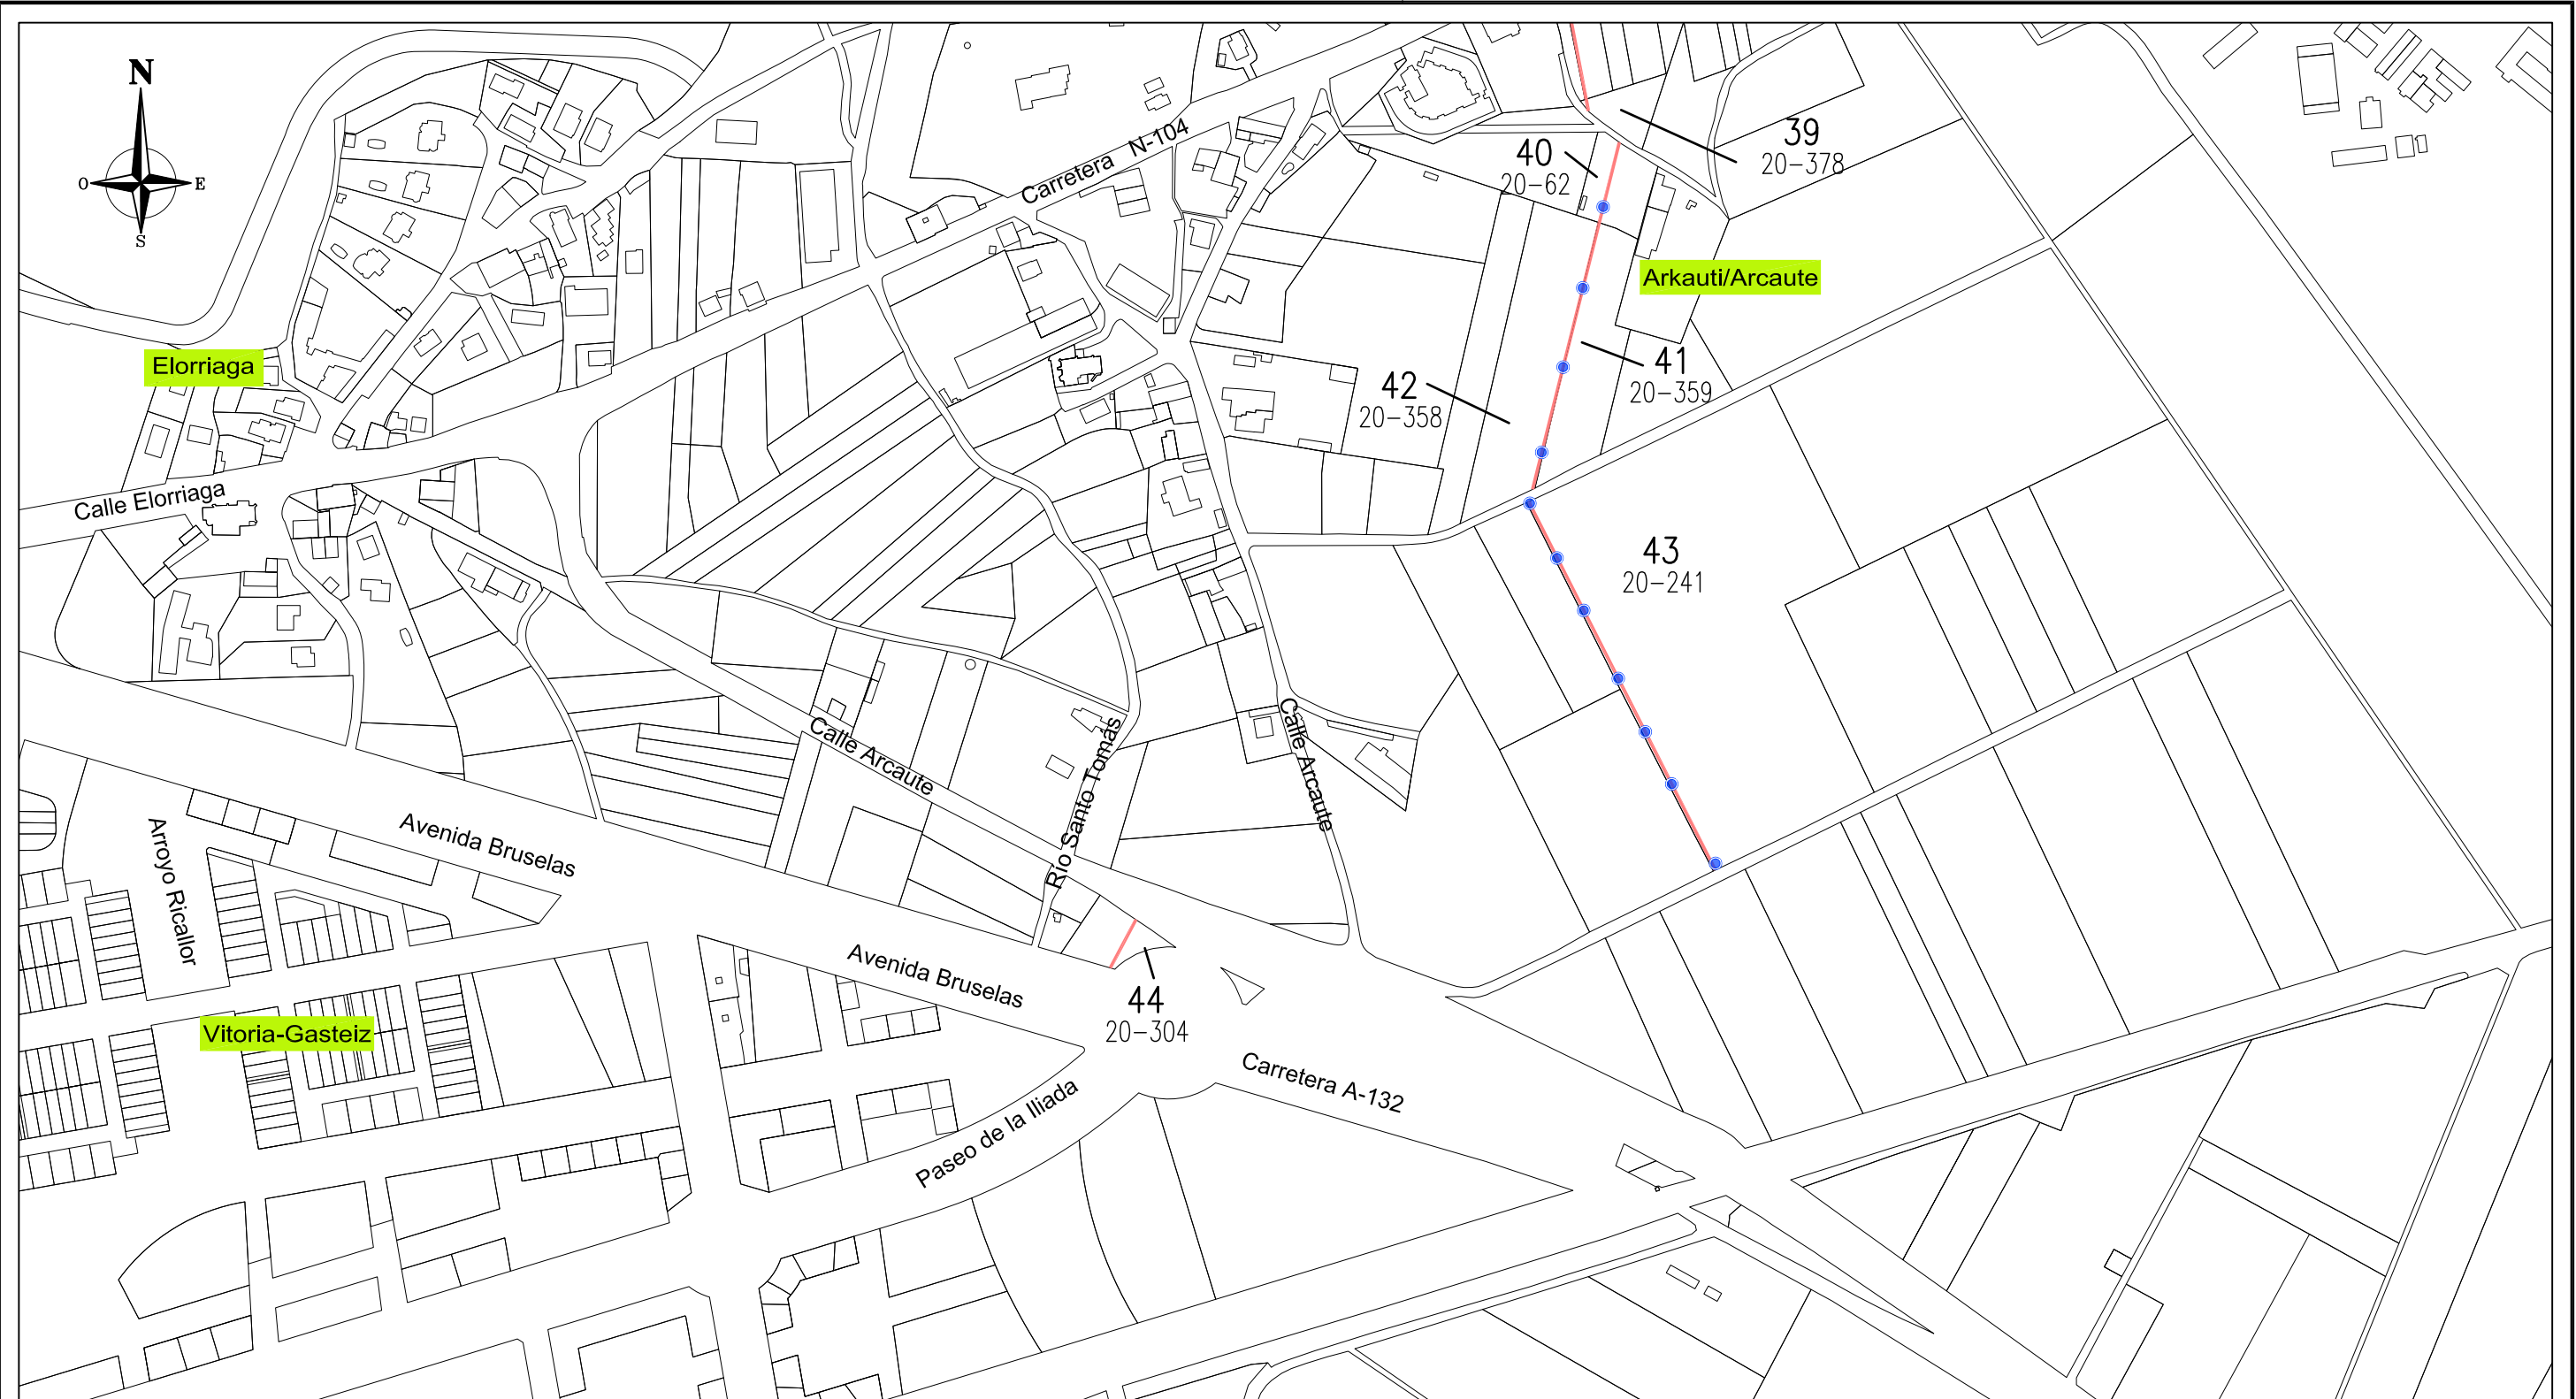 N
O
E
S
Carretera N-104
39
20-378
40
20-62
Arkauti/Arcaute
Elorriaga
41
20-359
42
20-358
Calle Elorriaga
43
20-241
Calle Arcaute
Rio Santo Tomás
Calle Arcaute
Arroyo Ricallor
Avenida Bruselas
Avenida Bruselas
44
20-304
Vitoria-Gasteiz
Carretera A-132
Paseo de la Iliada